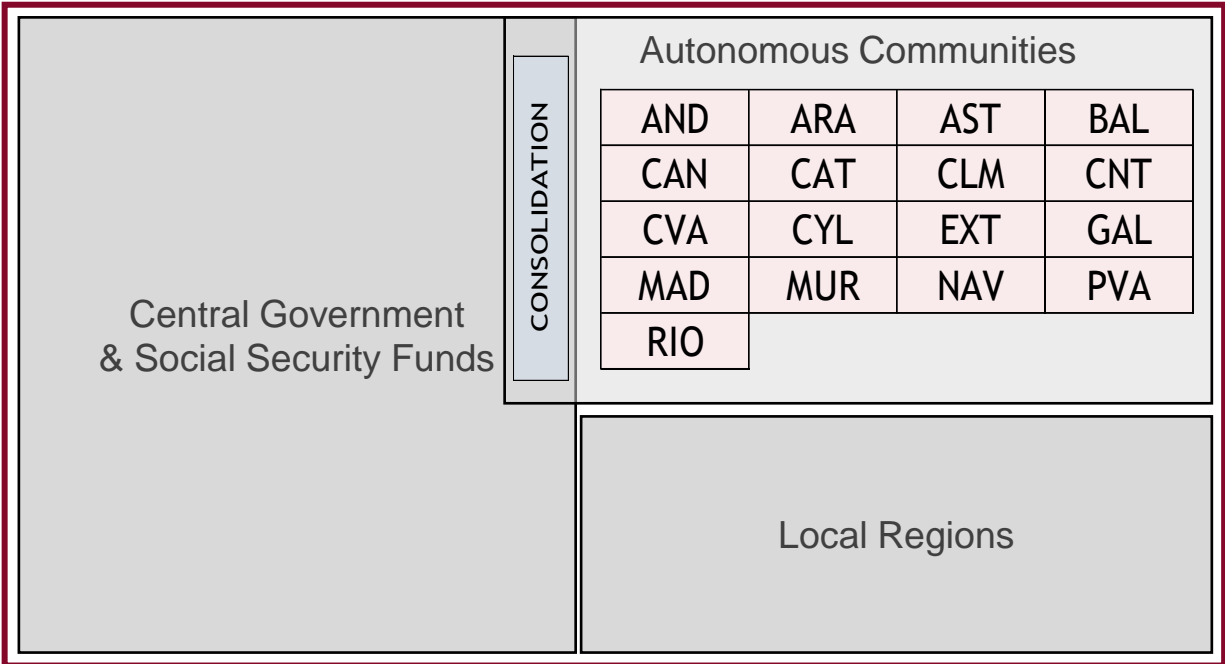 Central Government
& Social Security Funds
CONSOLIDATION
Autonomous Communities
AND ARA AST BAL
CAN CAT CLM CNT
CVA CYL EXT GAL
MAD MUR NAV PVA
RIO
Local Regions